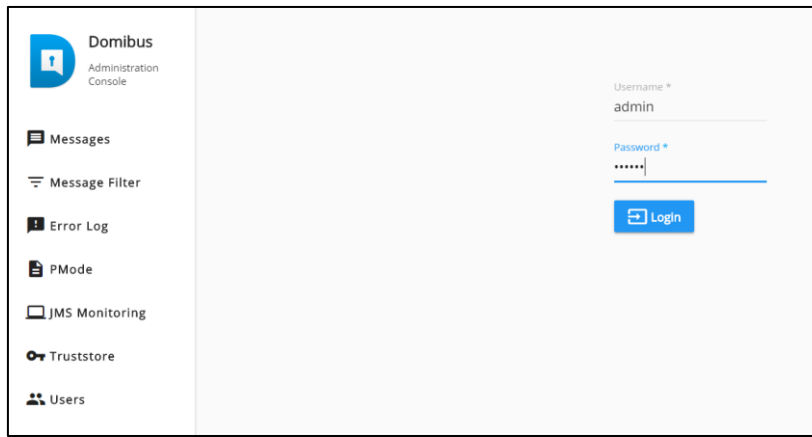 Domibus
Administration
Console
Messages
Message Filter
Error Log
PMode
JMS Monitoring
Truststore
Users
Username *
admin
Password *
••••••
Login